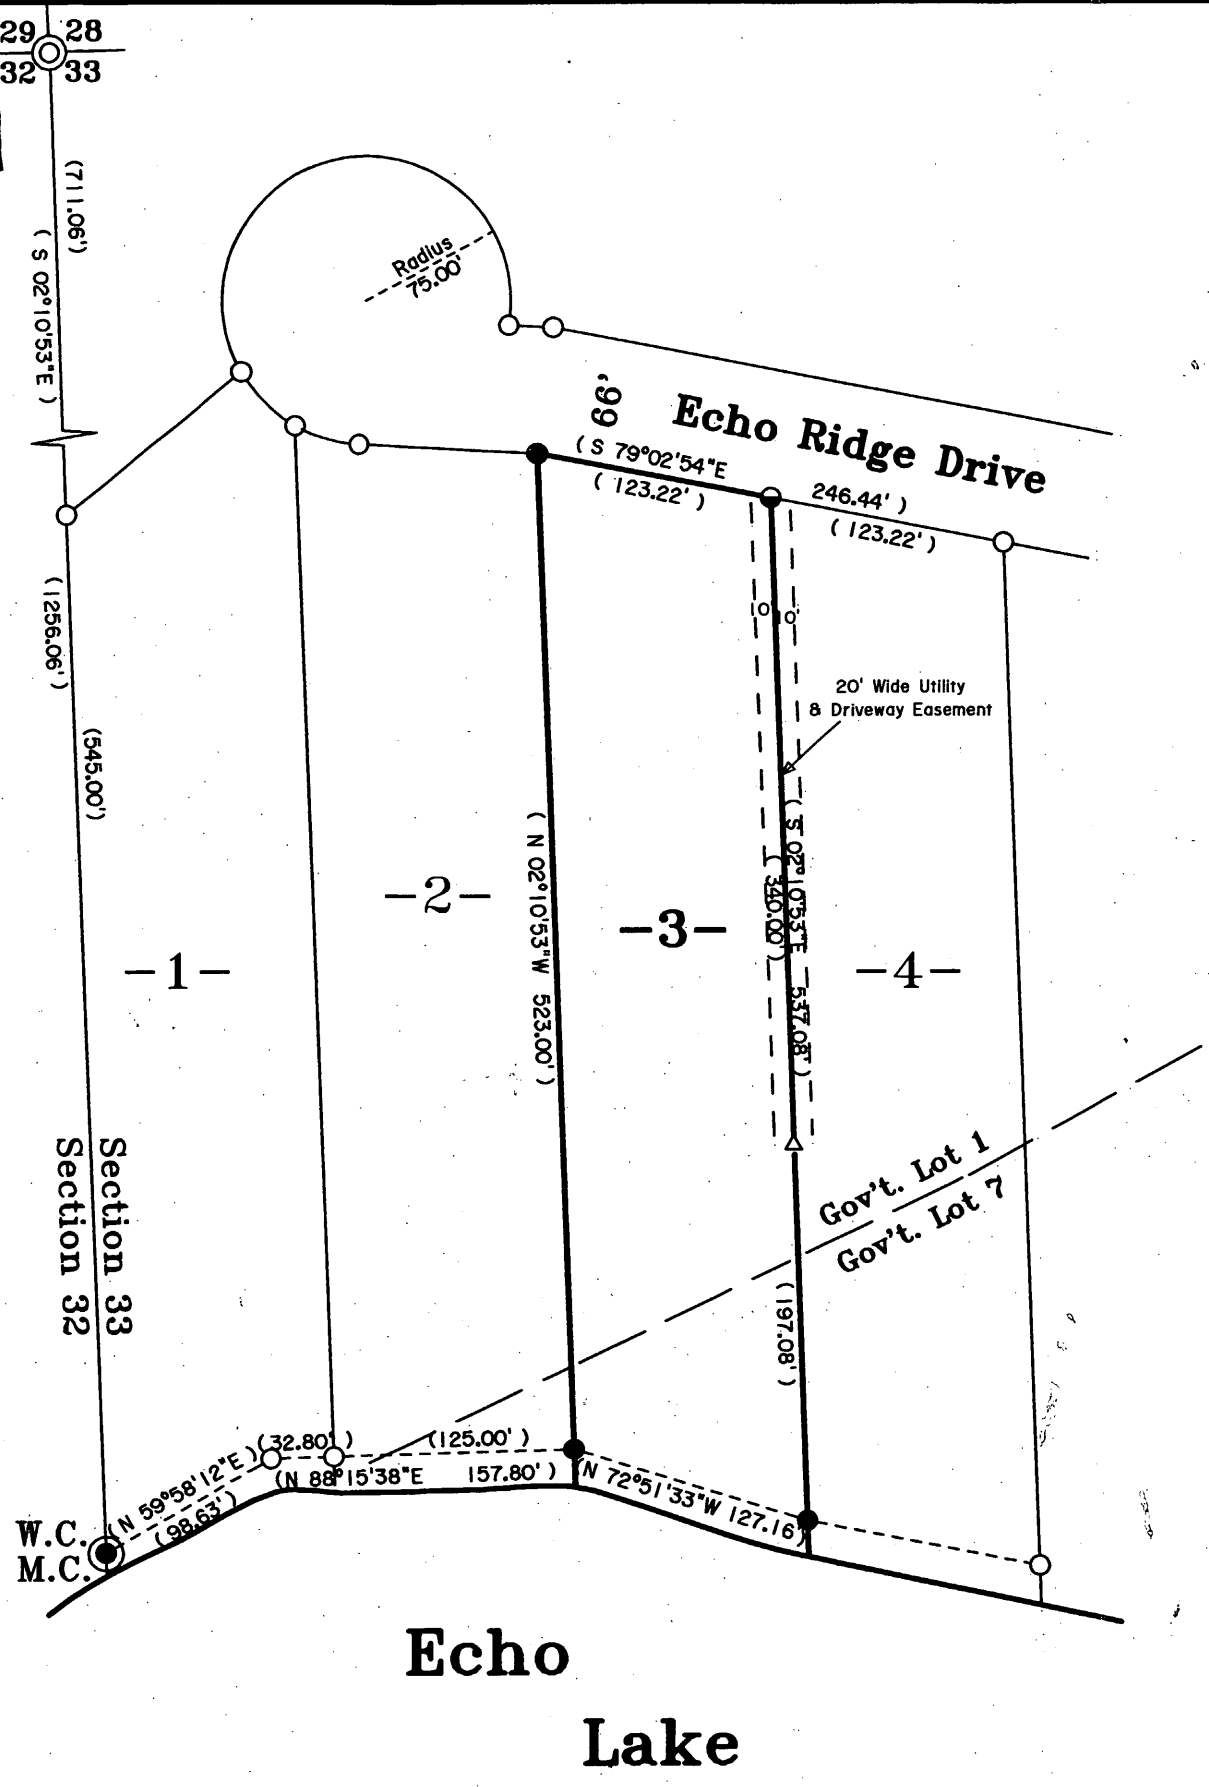 29 28
32 33
(711.06')
( S 02°10'53"E )
Radius
75.00'
66'
Echo Ridge Drive
( S 79°02'54"E
246.44' )
( 123.22' )
( 123.22' )
10' 10'
20' Wide Utility
& Driveway Easement
(1256.06')
(545.00')
( N 02°10'53"W 523.00' )
( S 02°10'53"E 537.08' )
( 340.00' )
-1-
-2-
-3-
-4-
Section 33
Section 32
Gov't. Lot 1
Gov't. Lot 7
( 197.08' )
( N 59°58'12"E )
( 98.63' )
(32.80' )
(125.00' )
(N 88°15'38"E 157.80' )
(N 72°51'33"W 127.16)
W.C.
M.C.
Echo
Lake